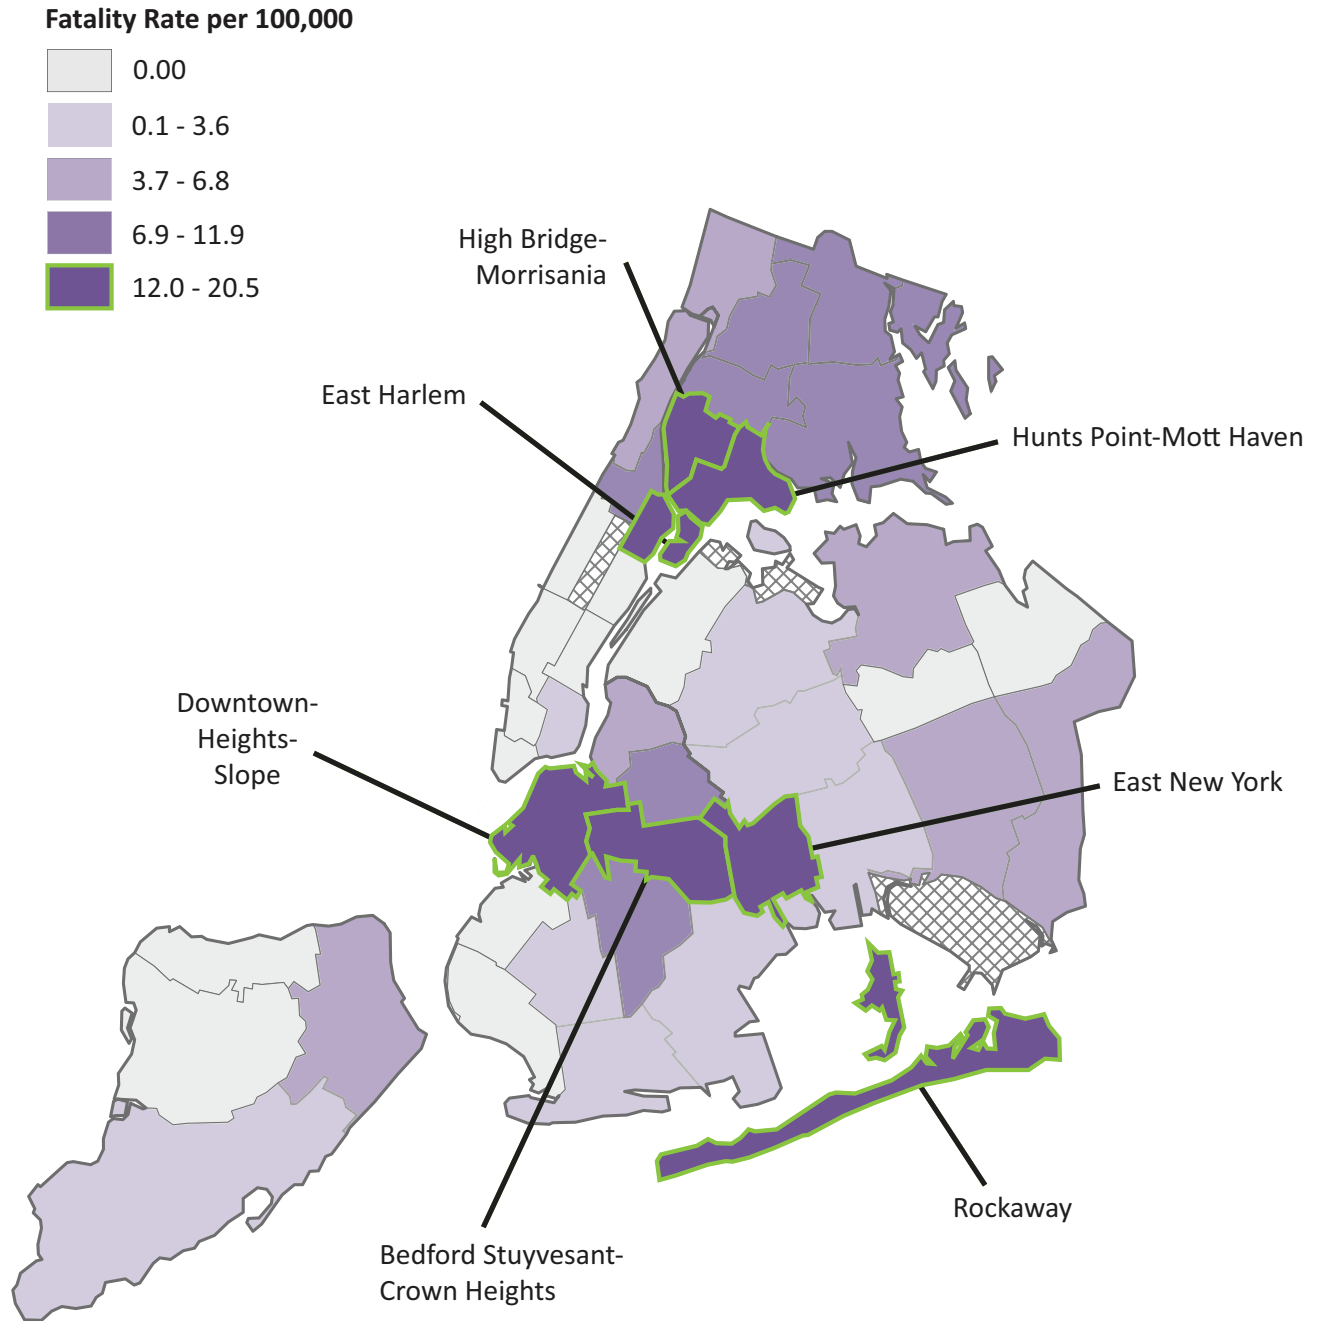 Fatality Rate per 100,000
0.00
0.1 - 3.6
3.7 - 6.8
6.9 - 11.9
12.0 - 20.5
High Bridge-
Morrisania
East Harlem
Hunts Point-Mott Haven
Downtown-
Heights-
Slope
East New York
Rockaway
Bedford Stuyvesant-
Crown Heights